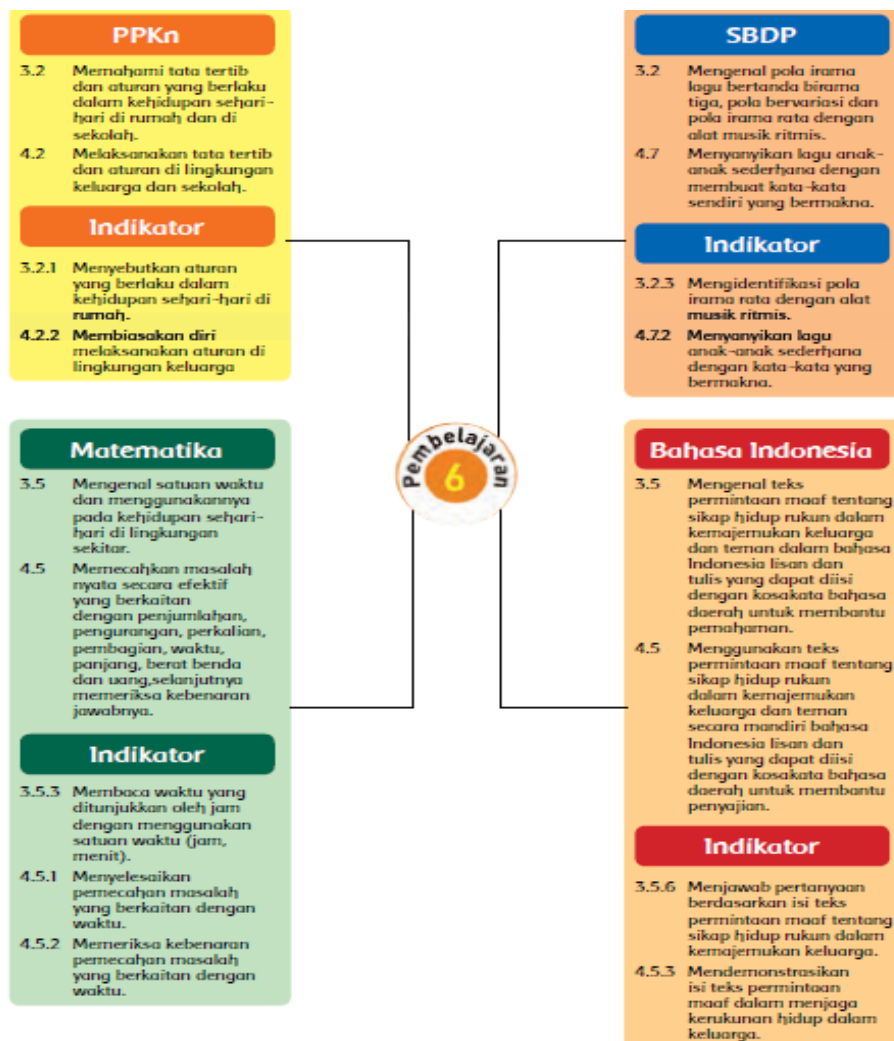 PPKn
3.2 Memahami tata tertib
dan aturan yang berlaku
dalam kehidupan sehari-
hari di rumah dan di
sekolah.
4.2 Melaksanakan tata tertib
dan aturan di lingkungan
keluarga dan sekolah.
Indikator
3.2.1 Menyebutkan aturan
yang berlaku dalam
kehidupan sehari-hari di
rumah.
4.2.2 Membiasakan diri
melaksanakan aturan di
lingkungan keluarga
SBDP
3.2 Mengenal pola irama
lagu bertanda birama
tiga, pola bervariasi dan
pola irama rata dengan
alat musik ritmis.
4.7 Menyanyikan lagu anak-
anak sederhana dengan
membuat kata-kata
sendiri yang bermakna.
Indikator
3.2.3 Mengidentifikasi pola
irama rata dengan alat
musik ritmis.
4.7.2 Menyanyikan lagu
anak-anak sederhana
dengan kata-kata yang
bermakna.
Pembelajaran
6
Matematika
3.5 Mengenal satuan waktu
dan menggunakannya
pada kehidupan sehari-
hari di lingkungan
sekitar.
4.5 Memecahkan masalah
nyata secara efektif
yang berkaitan
dengan penjumlahan,
pengurangan, perkalian,
pembagian, waktu,
panjang, berat benda
dan uang,selanjutnya
memeriksa kebenaran
jawabnya.
Indikator
3.5.3 Membaca waktu yang
ditunjukkan oleh jam
dengan menggunakan
satuan waktu (jam,
menit).
4.5.1 Menyelesaikan
pemecahan masalah
yang berkaitan dengan
waktu.
4.5.2 Memeriksa kebenaran
pemecahan masalah
yang berkaitan dengan
waktu.
Bahasa Indonesia
3.5 Mengenal teks
permintaan maaf tentang
sikap hidup rukun dalam
kemajemukan keluarga
dan teman dalam bahasa
Indonesia lisan dan
tulis yang dapat diisi
dengan kosakata bahasa
daerah untuk membantu
pemahaman.
4.5 Menggunakan teks
permintaan maaf tentang
sikap hidup rukun
dalam kemajemukan
keluarga dan teman
secara mandiri bahasa
Indonesia lisan dan
tulis yang dapat diisi
dengan kosakata bahasa
daerah untuk membantu
penyajian.
Indikator
3.5.6 Menjawab pertanyaan
berdasarkan isi teks
permintaan maaf tentang
sikap hidup rukun dalam
kemajemukan keluarga.
4.5.3 Mendemonstrasikan
isi teks permintaan
maaf dalam menjaga
kerukunan hidup dalam
keluarga.